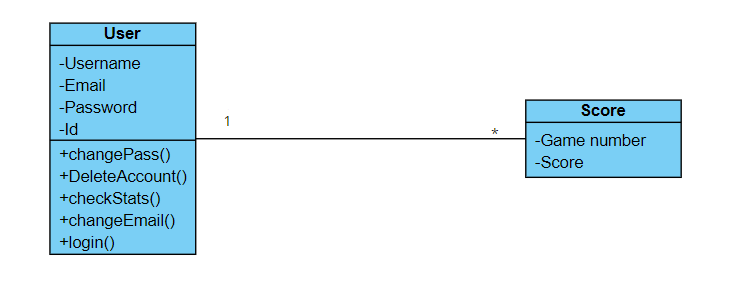 User
-Username
-Email
-Password
-Id
+changePass()
+DeleteAccount()
+checkStats()
+changeEmail()
+login()
1
*
Score
-Game number
-Score